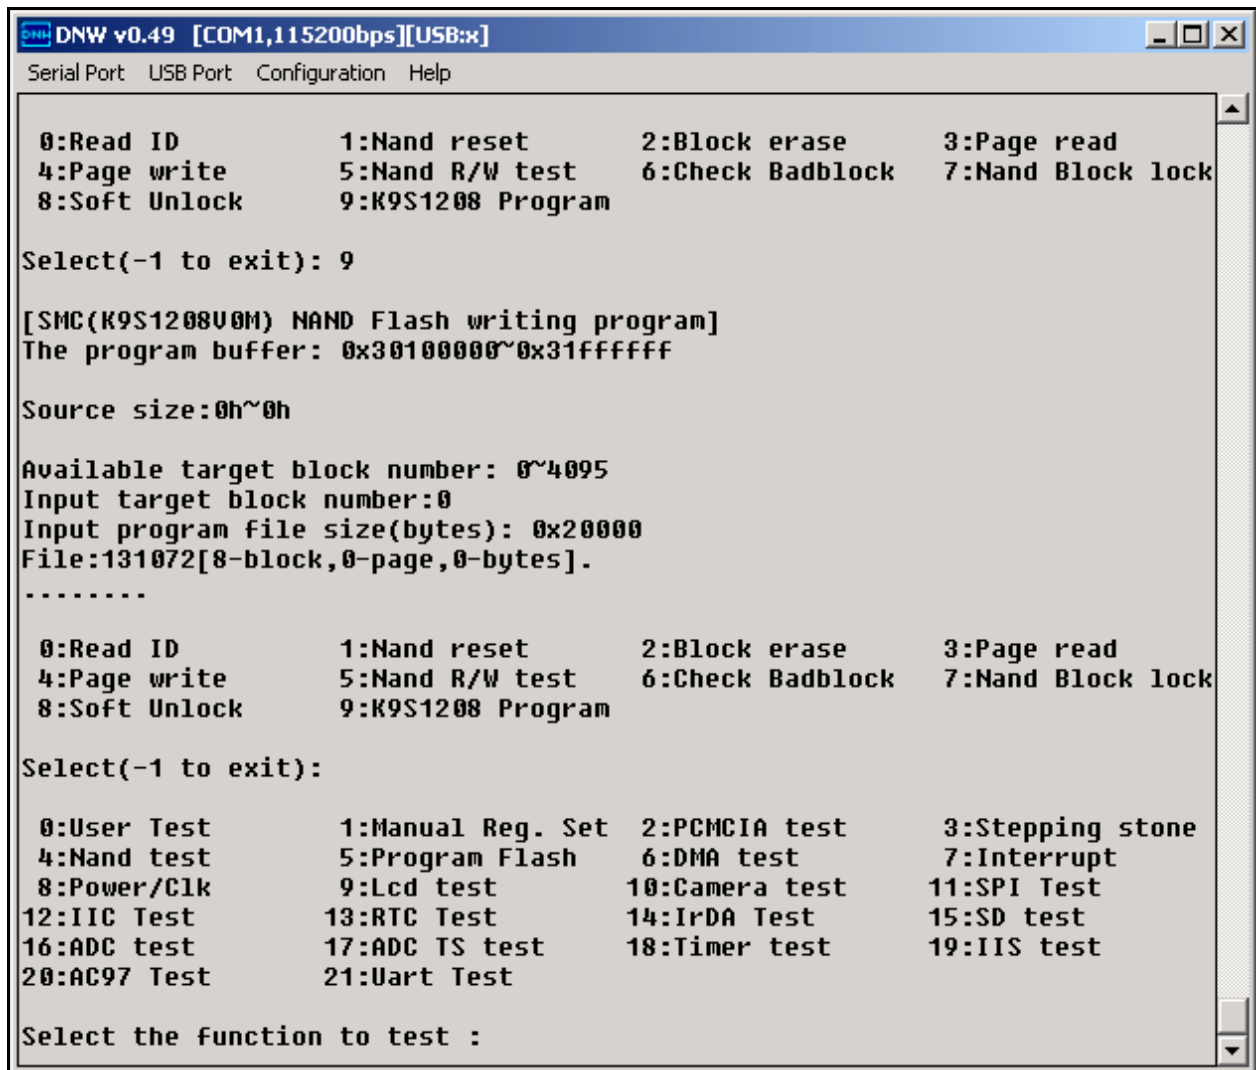 DNW v0.49 [COM1,115200bps][USB:x]
Serial Port USB Port Configuration Help
0:Read ID 1:Nand reset 2:Block erase 3:Page read
4:Page write 5:Nand R/W test 6:Check Badblock 7:Nand Block lock
8:Soft Unlock 9:K9S1208 Program
Select(-1 to exit): 9
[SMC(K9S1208V0M) NAND Flash writing program]
The program buffer: 0x30100000~0x31ffffff
Source size:0h~0h
Available target block number: 0~4095
Input target block number:0
Input program file size(bytes): 0x20000
File:131072[8-block,0-page,0-bytes].
--------
0:Read ID 1:Nand reset 2:Block erase 3:Page read
4:Page write 5:Nand R/W test 6:Check Badblock 7:Nand Block lock
8:Soft Unlock 9:K9S1208 Program
Select(-1 to exit):
0:User Test 1:Manual Reg. Set 2:PCMCIA test 3:Stepping stone
4:Nand test 5:Program Flash 6:DMA test 7:Interrupt
8:Power/Clk 9:Lcd test 10:Camera test 11:SPI Test
12:IIC Test 13:RTC Test 14:IrDA Test 15:SD test
16:ADC test 17:ADC TS test 18:Timer test 19:IIS test
20:AC97 Test 21:Uart Test
Select the function to test :